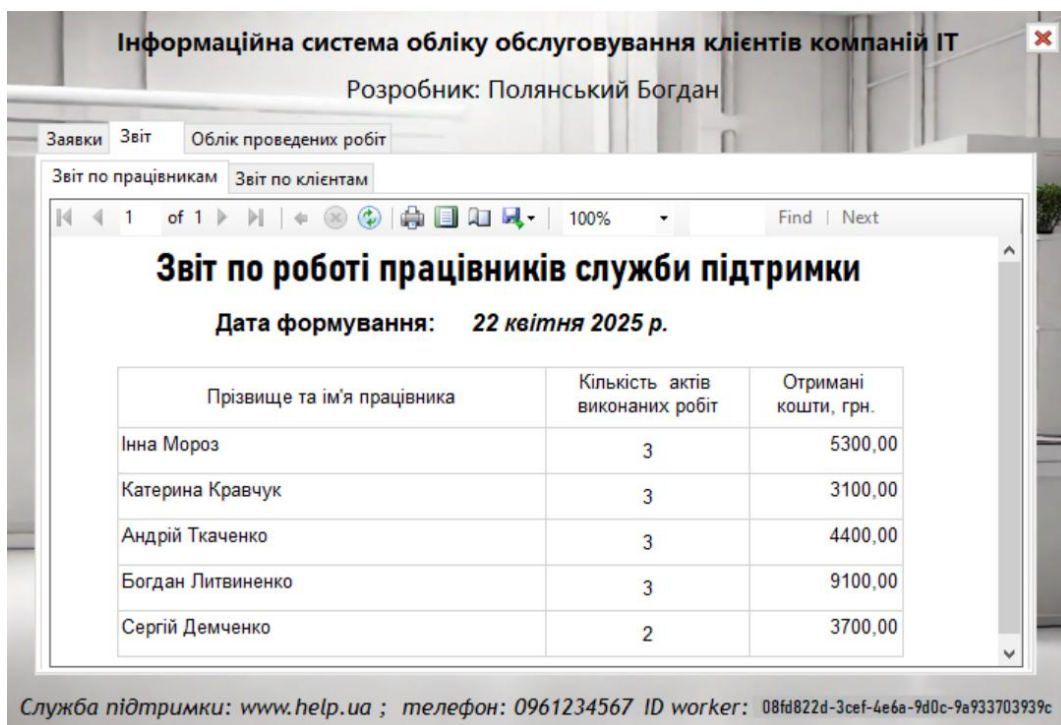 Інформаційна система обліку обслуговування клієнтів компаній ІТ
Розробник: Полянський Богдан
Заявки Звіт Облік проведених робіт
Звіт по працівникам Звіт по клієнтам
1 of 1 100% Find | Next
Звіт по роботі працівників служби підтримки
Дата формування: 22 квітня 2025 р.
Прізвище та ім'я працівника Кількість актів виконаних робіт Отримані кошти, грн.
Інна Мороз 3 5300,00
Катерина Кравчук 3 3100,00
Андрій Ткаченко 3 4400,00
Богдан Литвиненко 3 9100,00
Сергій Демченко 2 3700,00
Служба підтримки: www.help.ua ; телефон: 0961234567 ID worker: 08fd822d-3cef-4e6a-9d0c-9a933703939c